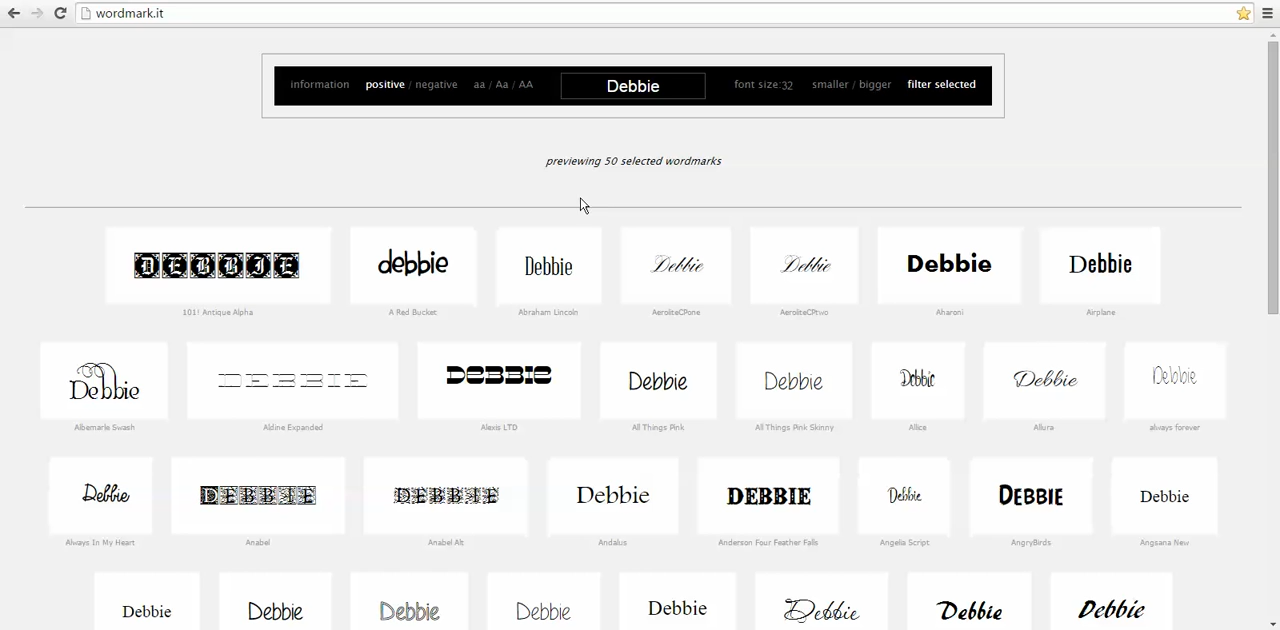 wordmark.it
information positive / negative aa / Aa / AA Debbie font size:32 smaller / bigger filter selected
previewing 50 selected wordmarks
DEBBIE debbie Debbie Debbie Debbie Debbie Debbie
101! Antique Alpha A Red Bucket Abraham Lincoln AeroliteCPone AeroliteCPtwo Aharoni Airplane
Debbie DEBBIE DEBBIE Debbie Debbie Debbie Debbie Debbie
Albemarle Swash Aldine Expanded Alexis LTD All Things Pink All Things Pink Skinny Allice Allura always forever
Debbie DEBBIE DEBBIE Debbie DEBBIE Debbie DEBBIE Debbie
Always In My Heart Anabel Anabel Alt Andalus Anderson Four Feather Falls Angelia Script AngryBirds Angsana New
Debbie Debbie Debbie Debbie Debbie Debbie Debbie Debbie